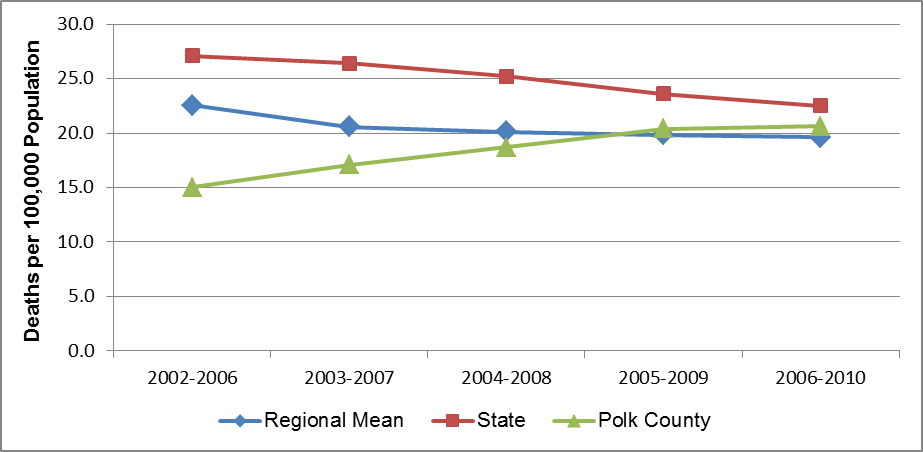 30.0
25.0
20.0
15.0
10.0
5.0
0.0
Deaths per 100,000 Population
2002-2006 2003-2007 2004-2008 2005-2009 2006-2010
Regional Mean State Polk County